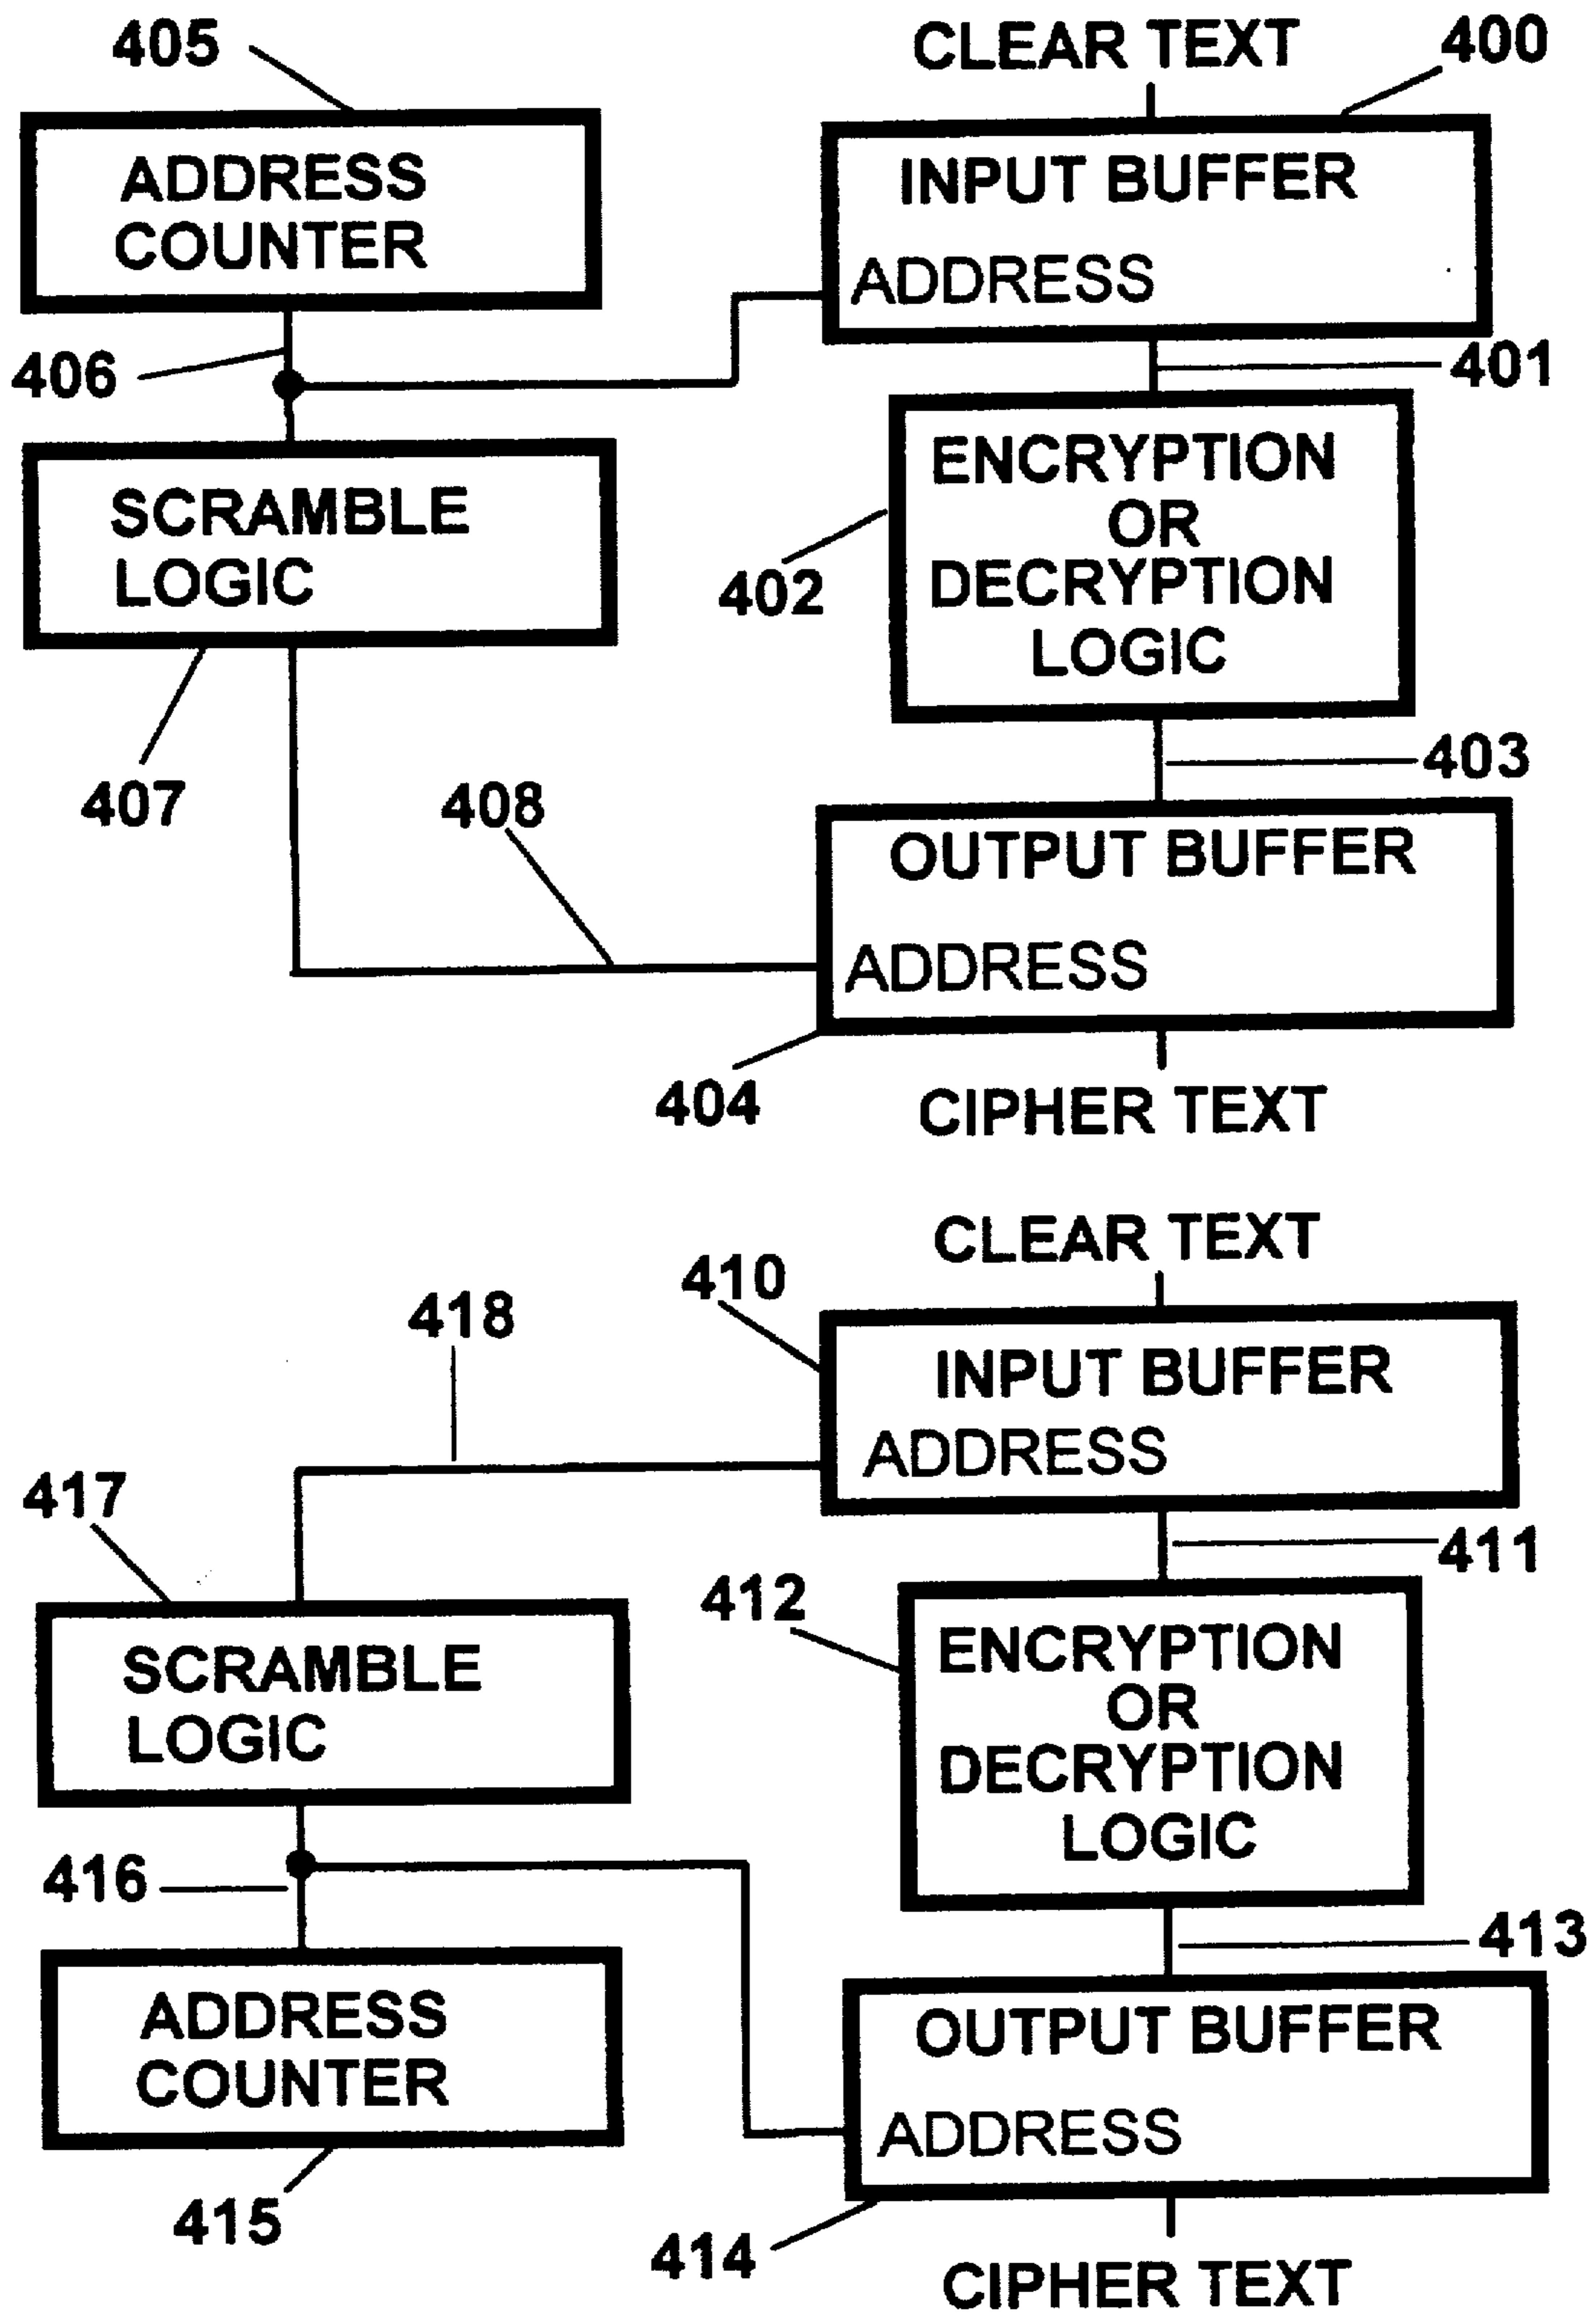 405
CLEAR TEXT
400
ADDRESS
COUNTER
INPUT BUFFER
ADDRESS
406
401
SCRAMBLE
LOGIC
ENCRYPTION
OR
DECRYPTION
LOGIC
402
403
407
408
OUTPUT BUFFER
ADDRESS
404
CIPHER TEXT
CLEAR TEXT
410
418
INPUT BUFFER
ADDRESS
417
411
412
SCRAMBLE
LOGIC
ENCRYPTION
OR
DECRYPTION
LOGIC
416
413
ADDRESS
COUNTER
OUTPUT BUFFER
ADDRESS
415
414
CIPHER TEXT